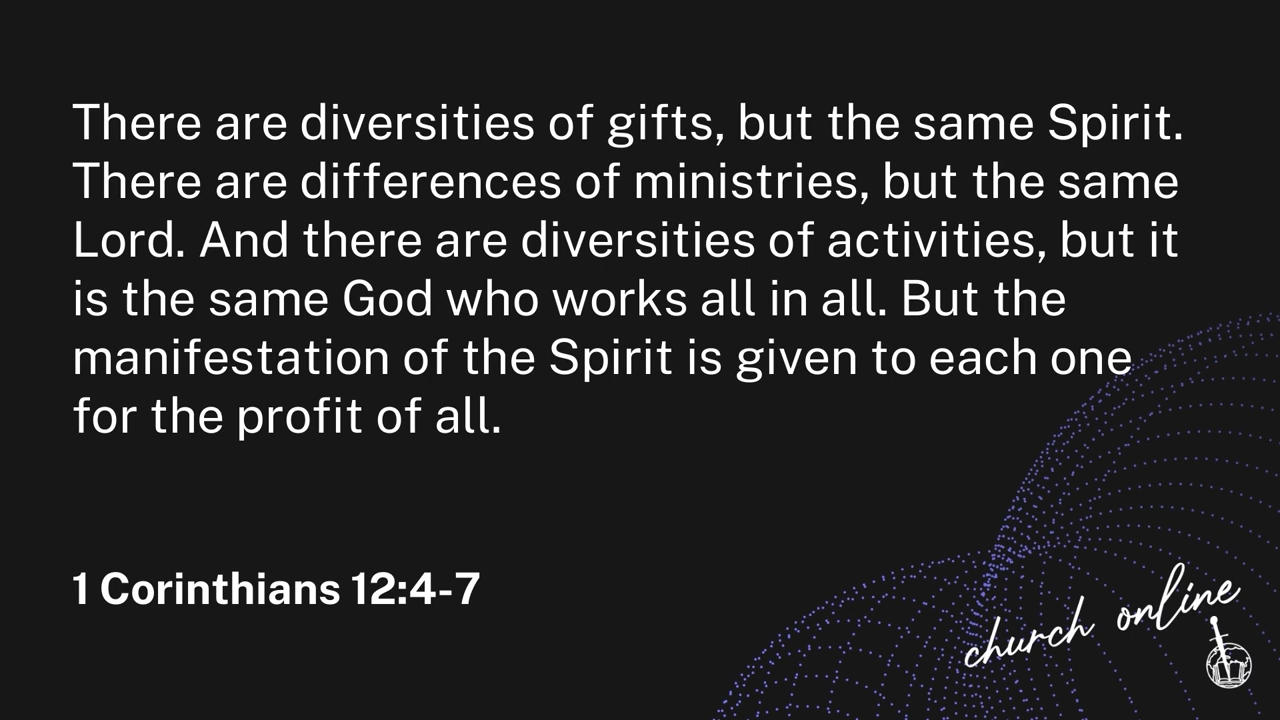 There are diversities of gifts, but the same Spirit.
There are differences of ministries, but the same
Lord. And there are diversities of activities, but it
is the same God who works all in all. But the
manifestation of the Spirit is given to each one
for the profit of all.
1 Corinthians 12:4-7
church online